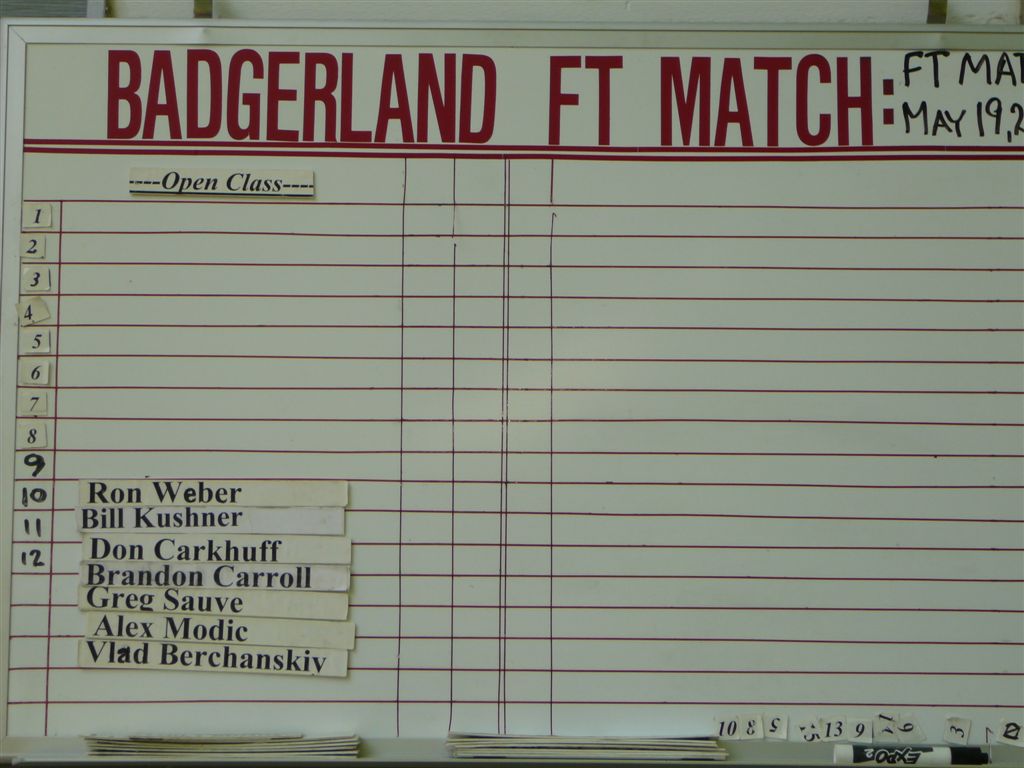 BADGERLAND FT MATCH: FT MAT
MAY 19, 2
----Open Class----
1
2
3
4
5
6
7
8
9
10 Ron Weber
11 Bill Kushner
12 Don Carkhuff
Brandon Carroll
Greg Sauve
Alex Modic
Vlad Berchanskiy
10 8 5 13 9 3
EXPO